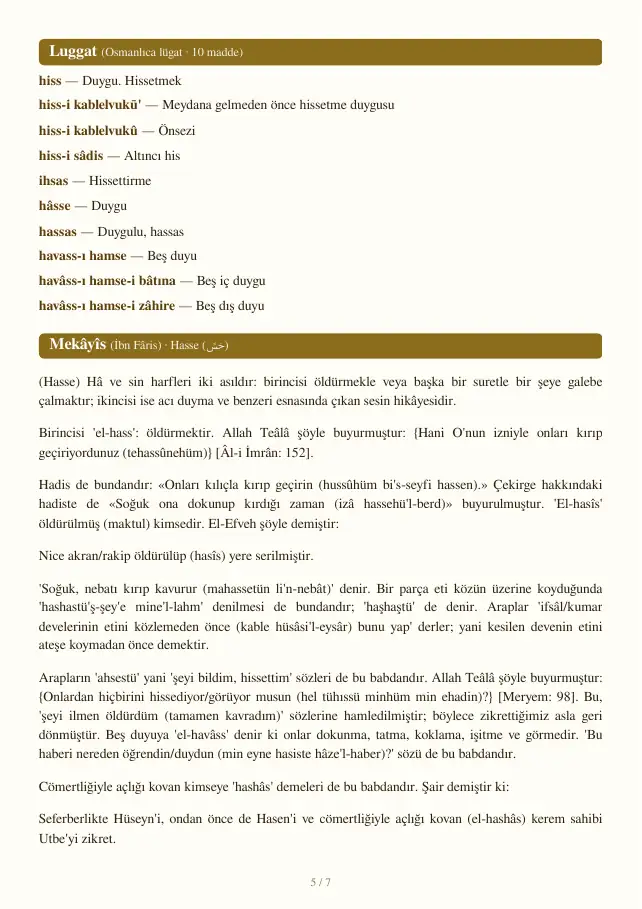 Luggat (Osmanlıca lügat · 10 madde)
hiss — Duygu. Hissetmek
hiss-i kablelvukū' — Meydana gelmeden önce hissetme duygusu
hiss-i kablelvukû — Önsezi
hiss-i sâdis — Altıncı his
ihsas — Hissettirme
hâsse — Duygu
hassas — Duygulu, hassas
havass-ı hamse — Beş duyu
havâss-ı hamse-i bâtına — Beş iç duygu
havâss-ı hamse-i zâhire — Beş dış duyu
Mekâyîs (İbn Fâris) · Hasse (حَسّ)
(Hasse) Hâ ve sin harfleri iki asıldır: birincisi öldürmekle veya başka bir suretle bir şeye galebe
çalmaktır; ikincisi ise acı duyma ve benzeri esnasında çıkan sesin hikâyesidir.
Birincisi 'el-hass': öldürmektir. Allah Teâlâ şöyle buyurmuştur: {Hani O'nun izniyle onları kırıp
geçiriyordunuz (tehassûnehüm)} [Âl-i İmrân: 152].
Hadis de bundandır: «Onları kılıçla kırıp geçirin (hussûhüm bi's-seyfi hassen).» Çekirge hakkındaki
hadiste de «Soğuk ona dokunup kırdığı zaman (izâ hassehü'l-berd)» buyurulmuştur. 'El-hasîs'
öldürülmüş (maktul) kimsedir. El-Efveh şöyle demiştir:
Nice akran/rakip öldürülüp (hasîs) yere serilmiştir.
'Soğuk, nebatı kırıp kavurur (mahassetün li'n-nebât)' denir. Bir parça eti közün üzerine koyduğunda
'hashastü'ş-şey'e mine'l-lahm' denilmesi de bundandır; 'haşhaştü' de denir. Araplar 'ifsâl/kumar
develerinin etini közlemeden önce (kable hüsâsi'l-eysâr) bunu yap' derler; yani kesilen devenin etini
ateşe koymadan önce demektir.
Arapların 'ahsestü' yani 'şeyi bildim, hissettim' sözleri de bu babdandır. Allah Teâlâ şöyle buyurmuştur:
{Onlardan hiçbirini hissediyor/görüyor musun (hel tühıssü minhüm min ehadin)?} [Meryem: 98]. Bu,
'şeyi ilmen öldürdüm (tamamen kavradım)' sözlerine hamledilmiştir; böylece zikrettiğimiz asla geri
dönmüştür. Beş duyuya 'el-havâss' denir ki onlar dokunma, tatma, koklama, işitme ve görmedir. 'Bu
haberi nereden öğrendin/duydun (min eyne hasiste hâze'l-haber)?' sözü de bu babdandır.
Cömertliğiyle açlığı kovan kimseye 'hashâs' demeleri de bu babdandır. Şair demiştir ki:
Seferberlikte Hüseyn'i, ondan önce de Hasen'i ve cömertliğiyle açlığı kovan (el-hashâs) kerem sahibi
Utbe'yi zikret.
5 / 7